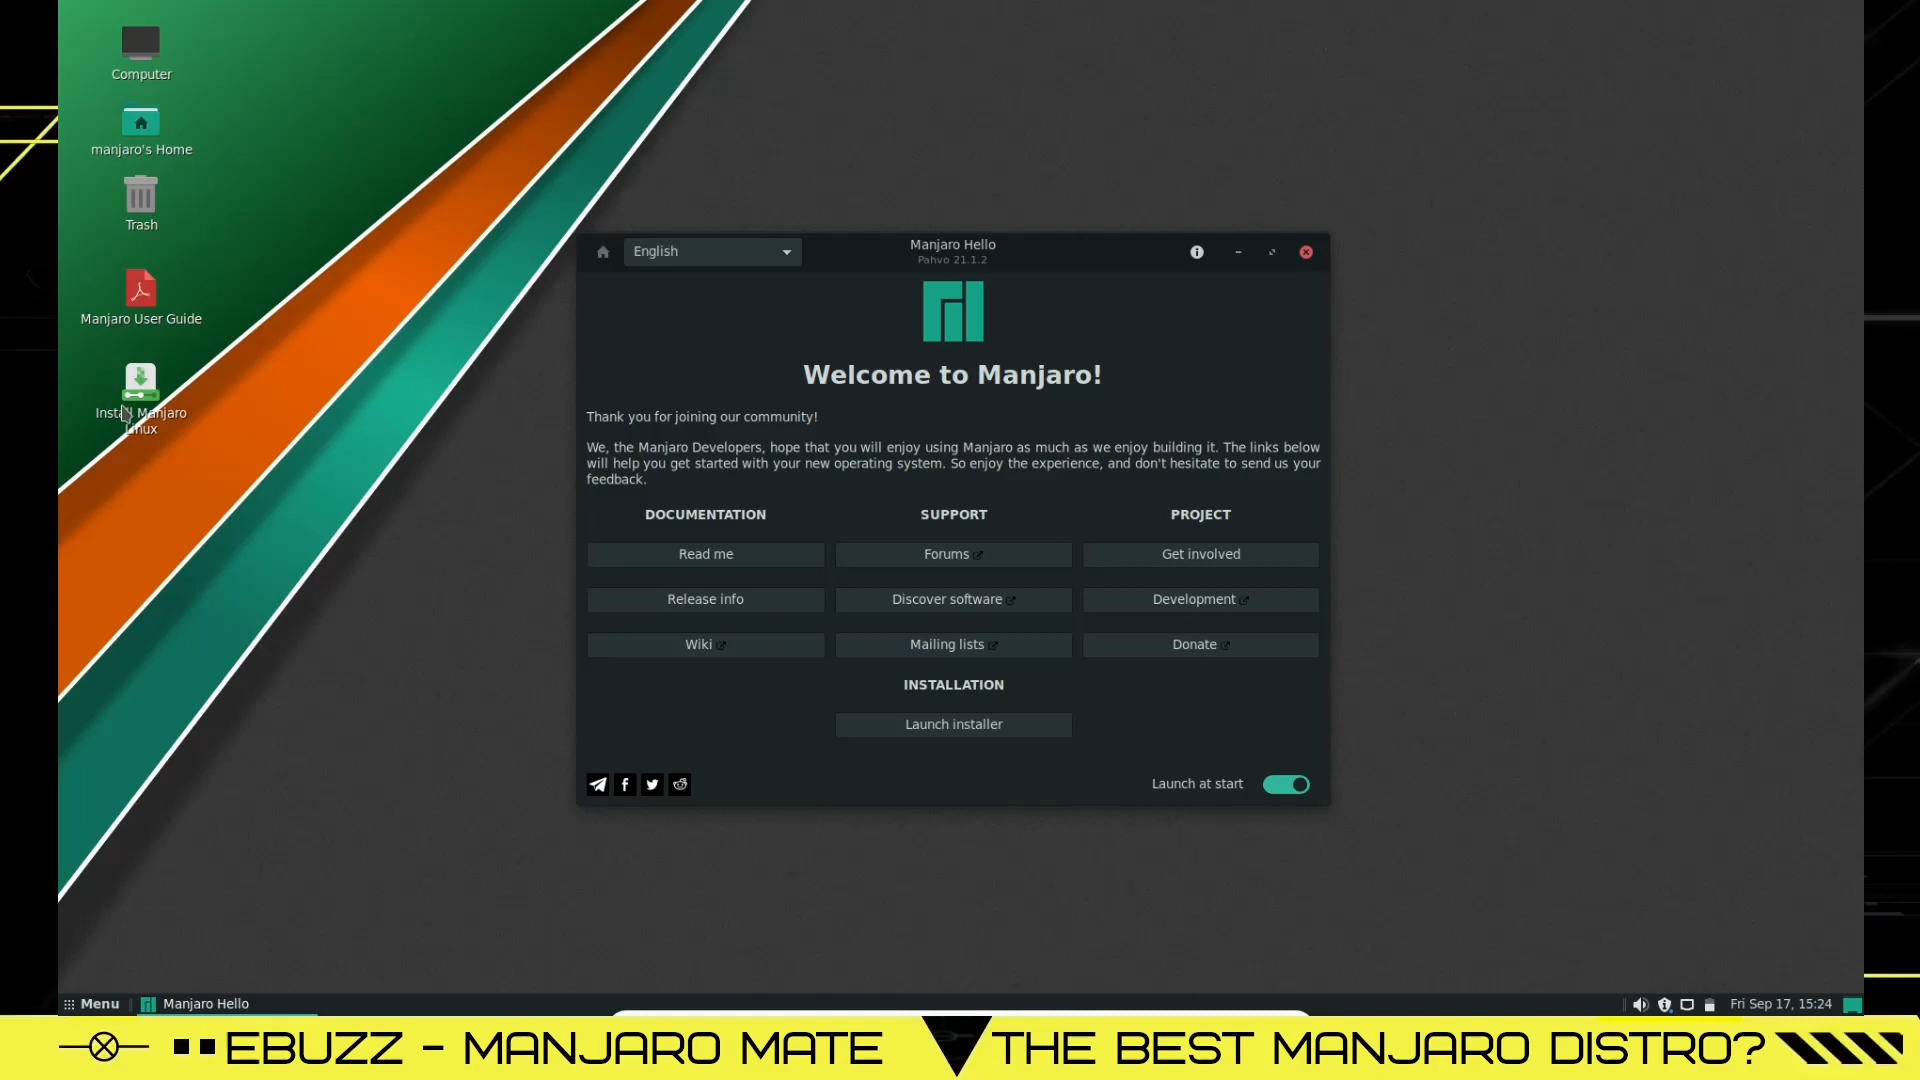 Computer
manjaro's Home
Trash
Manjaro User Guide
Install Manjaro
Linux
English
Manjaro Hello
Pahvo 21.1.2
Welcome to Manjaro!
Thank you for joining our community!
We, the Manjaro Developers, hope that you will enjoy using Manjaro as much as we enjoy building it. The links below
will help you get started with your new operating system. So enjoy the experience, and don't hesitate to send us your
feedback.
DOCUMENTATION SUPPORT PROJECT
Read me Forums Get involved
Release info Discover software Development
Wiki Mailing lists Donate
INSTALLATION
Launch installer
Launch at start
Menu Manjaro Hello Fri Sep 17, 15:24
EBUZZ - MANJARO MATE THE BEST MANJARO DISTRO?